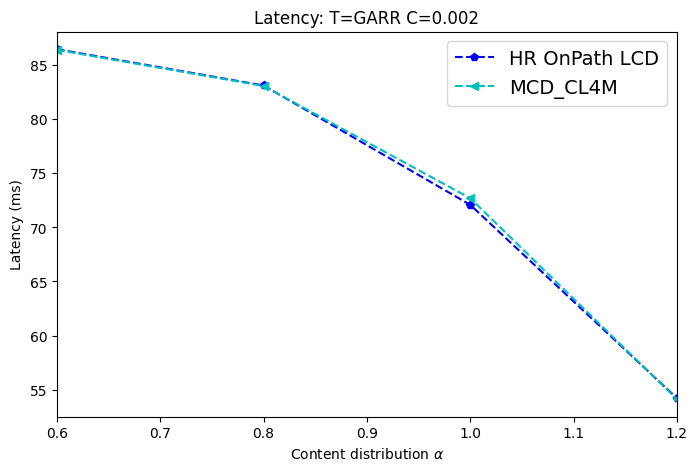 Latency: T=GARR C=0.002
HR OnPath LCD
MCD_CL4M
Latency (ms)
85
80
75
70
65
60
55
0.6 0.7 0.8 0.9 1.0 1.1 1.2
Content distribution α